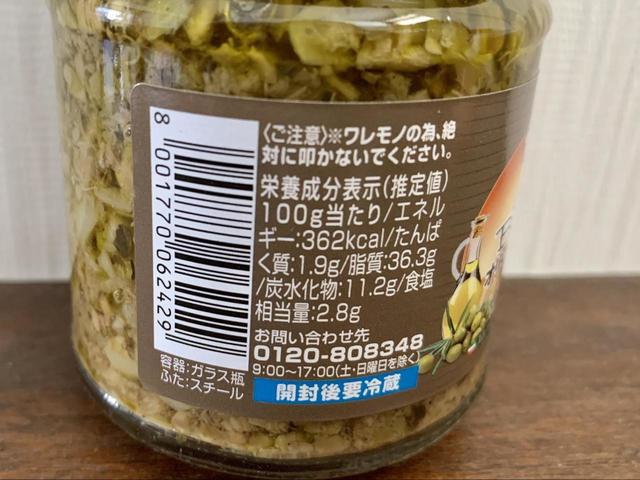 〈ご注意〉※ワレモノの為、絶
対に叩かないでください。
栄養成分表示(推定値)
100g当たり/エネル
ギー:362kcal/たんぱ
く質:1.9g/脂質:36.3g
/炭水化物:11.2g/食塩
相当量:2.8g
お問い合わせ先
0120-808348
9:00〜17:00(土・日曜日を除く)
開封後要冷蔵
8 001770 062429
容器:ガラス瓶
ふた:スチール